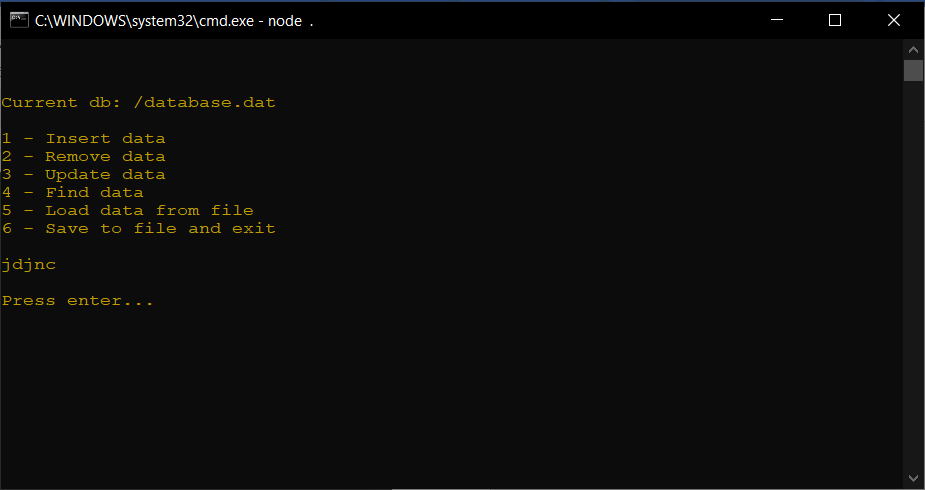 C:\WINDOWS\system32\cmd.exe - node .
Current db: /database.dat
1 - Insert data
2 - Remove data
3 - Update data
4 - Find data
5 - Load data from file
6 - Save to file and exit
jdjnc
Press enter...